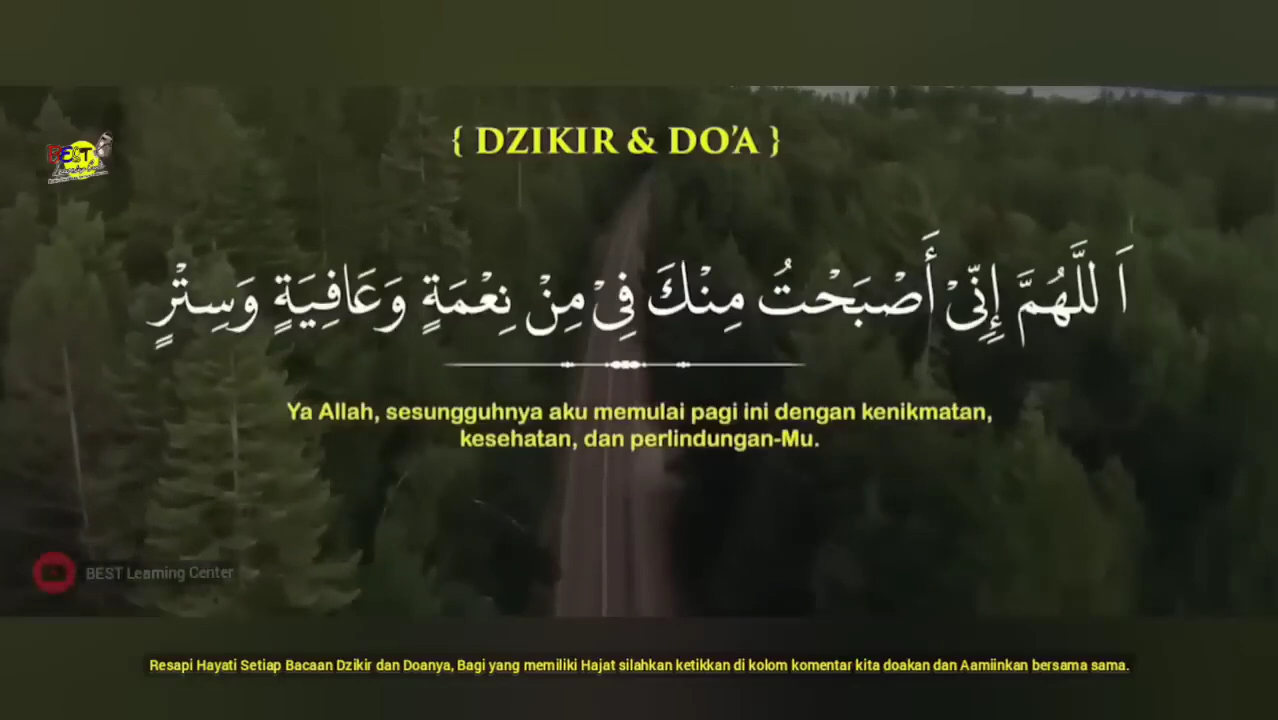 { DZIKIR & DO'A }
BEST
اَ للَّهُمَّ إِنِّيْ أَصْبَحْتُ مِنْكَ فِيْ مِنْ نِعْمَةٍ وَعَافِيَةٍ وَسِتْرٍ
Ya Allah, sesungguhnya aku memulai pagi ini dengan kenikmatan,
kesehatan, dan perlindungan-Mu.
BEST Learning Center
Resapi Hayati Setiap Bacaan Dzikir dan Doanya, Bagi yang memiliki Hajat silahkan ketikkan di kolom komentar kita doakan dan Aamiinkan bersama sama.